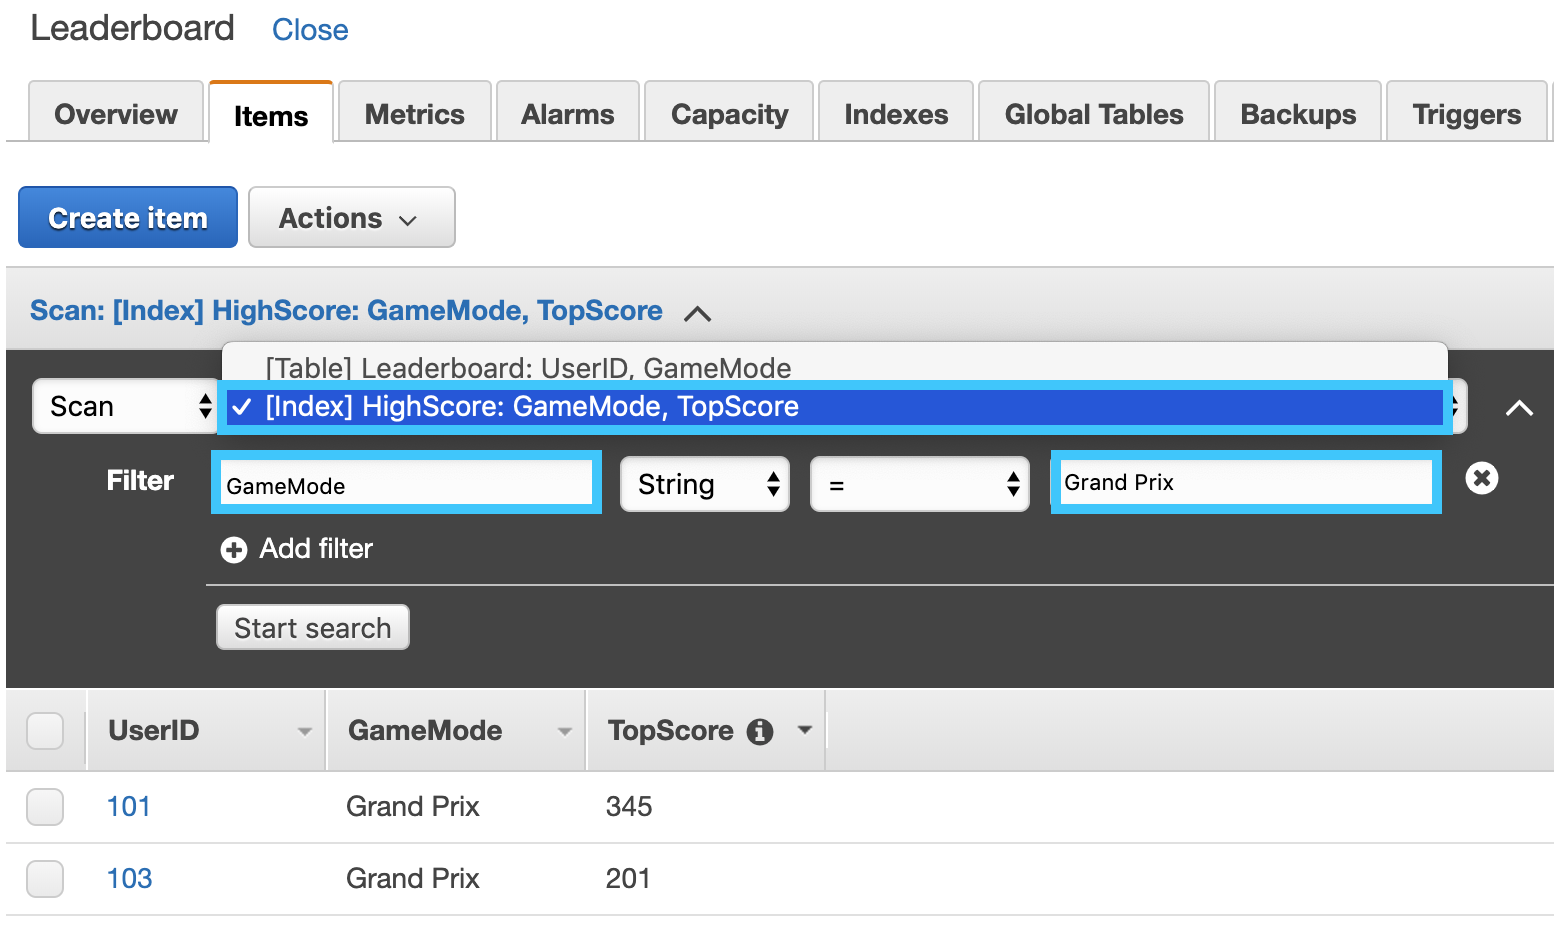 Leaderboard Close
Overview Items Metrics Alarms Capacity Indexes Global Tables Backups Triggers
Create item Actions
Scan: [Index] HighScore: GameMode, TopScore
[Table] Leaderboard: UserID, GameMode
Scan [Index] HighScore: GameMode, TopScore
Filter GameMode String = Grand Prix
Add filter
Start search
UserID GameMode TopScore
101 Grand Prix 345
103 Grand Prix 201